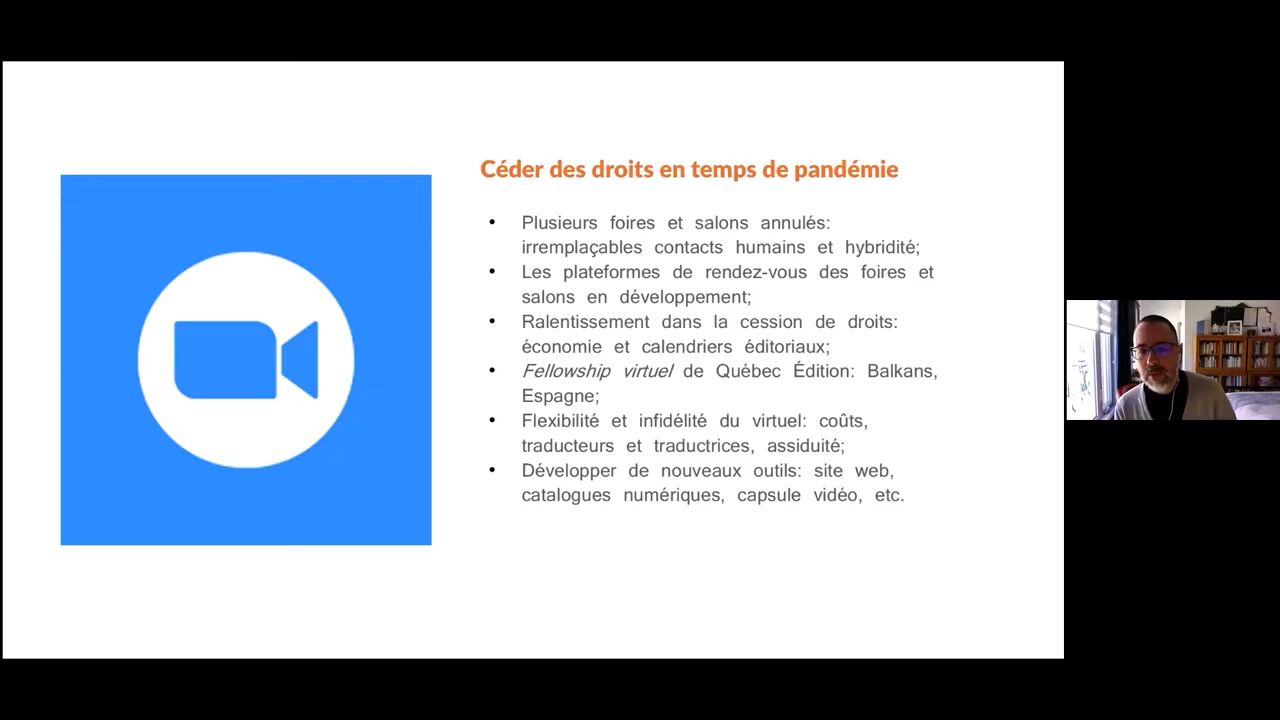 Céder des droits en temps de pandémie
• Plusieurs foires et salons annulés:
irremplaçables contacts humains et hybridité;
• Les plateformes de rendez-vous des foires et
salons en développement;
• Ralentissement dans la cession de droits:
économie et calendriers éditoriaux;
• Fellowship virtuel de Québec Édition: Balkans,
Espagne;
• Flexibilité et infidélité du virtuel: coûts,
traducteurs et traductrices, assiduité;
• Développer de nouveaux outils: site web,
catalogues numériques, capsule vidéo, etc.